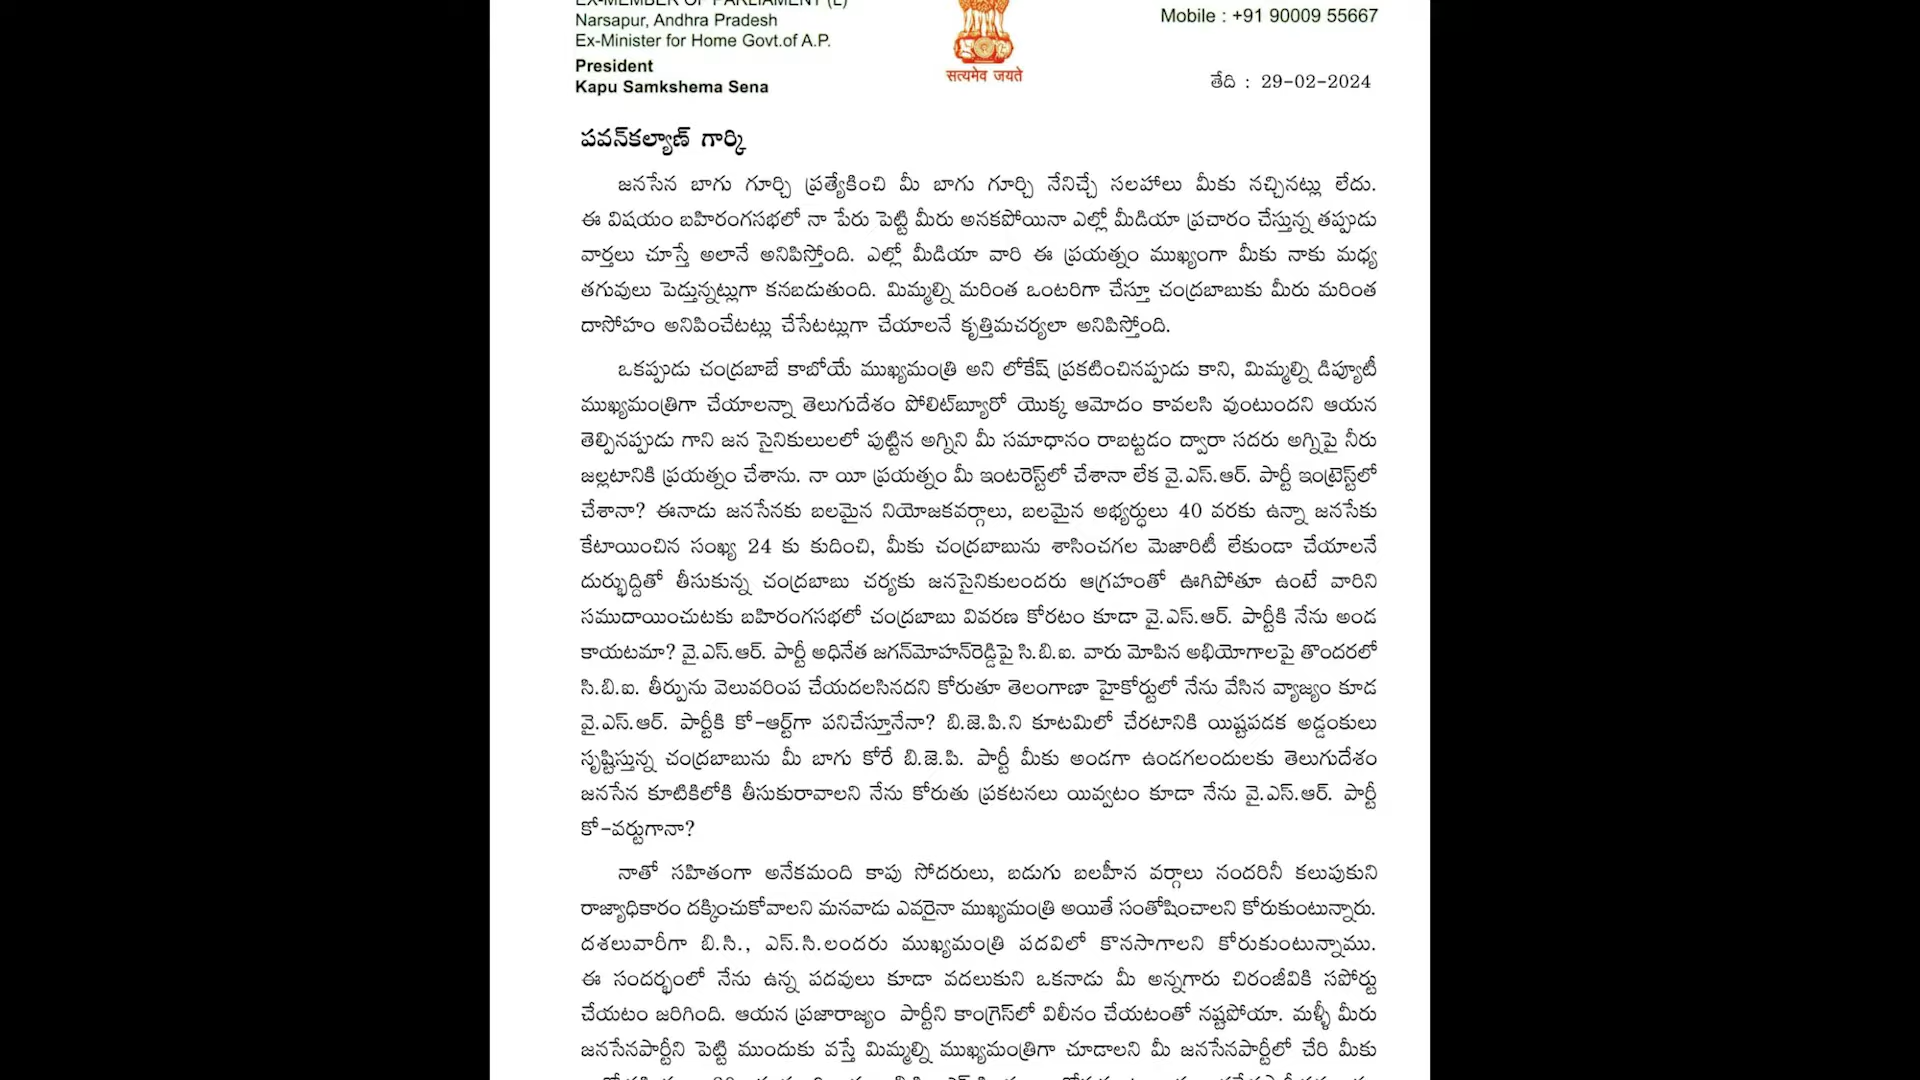 EX-MEMBER OF PARLIAMENT (L)
Narsapur, Andhra Pradesh
Ex-Minister for Home Govt.of A.P.
President
Kapu Samkshema Sena
सत्यमेव जयते
Mobile : +91 90009 55667
తేది : 29-02-2024
పవన్‌కల్యాణ్ గార్కి
జనసేన బాగు గూర్చి ప్రత్యేకించి మీ బాగు గూర్చి నేనిచ్చే సలహాలు మీకు నచ్చినట్లు లేదు.
ఈ విషయం బహిరంగసభలో నా పేరు పెట్టి మీరు అనకపోయినా ఎల్లో మీడియా ప్రచారం చేస్తున్న తప్పుడు
వార్తలు చూస్తే అలానే అనిపిస్తోంది. ఎల్లో మీడియా వారి ఈ ప్రయత్నం ముఖ్యంగా మీకు నాకు మధ్య
తగువులు పెడ్తున్నట్లుగా కనబడుతుంది. మిమ్మల్ని మరింత ఒంటరిగా చేస్తూ చంద్రబాబుకు మీరు మరింత
దాసోహం అనిపించేటట్లు చేసేటట్లుగా చేయాలనే కృత్తిమచర్యలా అనిపిస్తోంది.
ఒకప్పుడు చంద్రబాబే కాబోయే ముఖ్యమంత్రి అని లోకేష్ ప్రకటించినప్పుడు కాని, మిమ్మల్ని డిప్యూటీ
ముఖ్యమంత్రిగా చేయాలన్నా తెలుగుదేశం పోలిట్‌బ్యూరో యొక్క ఆమోదం కావలసి వుంటుందని ఆయన
తెల్పినప్పుడు గాని జన సైనికులులలో పుట్టిన అగ్నిని మీ సమాధానం రాబట్టడం ద్వారా సదరు అగ్నిపై నీరు
జల్లటానికి ప్రయత్నం చేశాను. నా యీ ప్రయత్నం మీ ఇంటరెస్ట్‌లో చేశానా లేక వై.ఎస్.ఆర్. పార్టీ ఇంట్రెస్ట్‌లో
చేశానా? ఈనాడు జనసేనకు బలమైన నియోజకవర్గాలు, బలమైన అభ్యర్ధులు 40 వరకు ఉన్నా జనసేకు
కేటాయించిన సంఖ్య 24 కు కుదించి, మీకు చంద్రబాబును శాసించగల మెజారిటీ లేకుండా చేయాలనే
దుర్భుద్దితో తీసుకున్న చంద్రబాబు చర్యకు జనసైనికులందరు ఆగ్రహంతో ఊగిపోతూ ఉంటే వారిని
సముదాయించుటకు బహిరంగసభలో చంద్రబాబు వివరణ కోరటం కూడా వై.ఎస్.ఆర్. పార్టీకి నేను అండ
కాయటమా? వై.ఎస్.ఆర్. పార్టీ అధినేత జగన్‌మోహన్‌రెడ్డిపై సి.బి.ఐ. వారు మోపిన అభియోగాలపై తొందరలో
సి.బి.ఐ. తీర్పును వెలువరింప చేయదలసినదని కోరుతూ తెలంగాణా హైకోర్టులో నేను వేసిన వ్యాజ్యం కూడ
వై.ఎస్.ఆర్. పార్టీకి కో-ఆర్ట్‌గా పనిచేస్తూనేనా? బి.జె.పి.ని కూటమిలో చేరటానికి యిష్టపడక అడ్డంకులు
సృష్టిస్తున్న చంద్రబాబును మీ బాగు కోరే బి.జె.పి. పార్టీ మీకు అండగా ఉండగలందులకు తెలుగుదేశం
జనసేన కూటికిలోకి తీసుకురావాలని నేను కోరుతు ప్రకటనలు యివ్వటం కూడా నేను వై.ఎస్.ఆర్. పార్టీ
కో-వర్టుగానా?
నాతో సహితంగా అనేకమంది కాపు సోదరులు, బడుగు బలహీన వర్గాలు నందరినీ కలుపుకుని
రాజ్యాధికారం దక్కించుకోవాలని మనవాడు ఎవరైనా ముఖ్యమంత్రి అయితే సంతోషించాలని కోరుకుంటున్నారు.
దశలువారీగా బి.సి., ఎస్.సి.లందరు ముఖ్యమంత్రి పదవిలో కొనసాగాలని కోరుకుంటున్నాము.
ఈ సందర్భంలో నేను ఉన్న పదవులు కూడా వదలుకుని ఒకనాడు మీ అన్నగారు చిరంజీవికి సపోర్టు
చేయటం జరిగింది. ఆయన ప్రజారాజ్యం పార్టీని కాంగ్రెస్‌లో విలీనం చేయటంతో నష్టపోయా. మళ్ళీ మీరు
జనసేనపార్టీని పెట్టి ముందుకు వస్తే మిమ్మల్ని ముఖ్యమంత్రిగా చూడాలని మీ జనసేనపార్టీలో చేరి మీకు